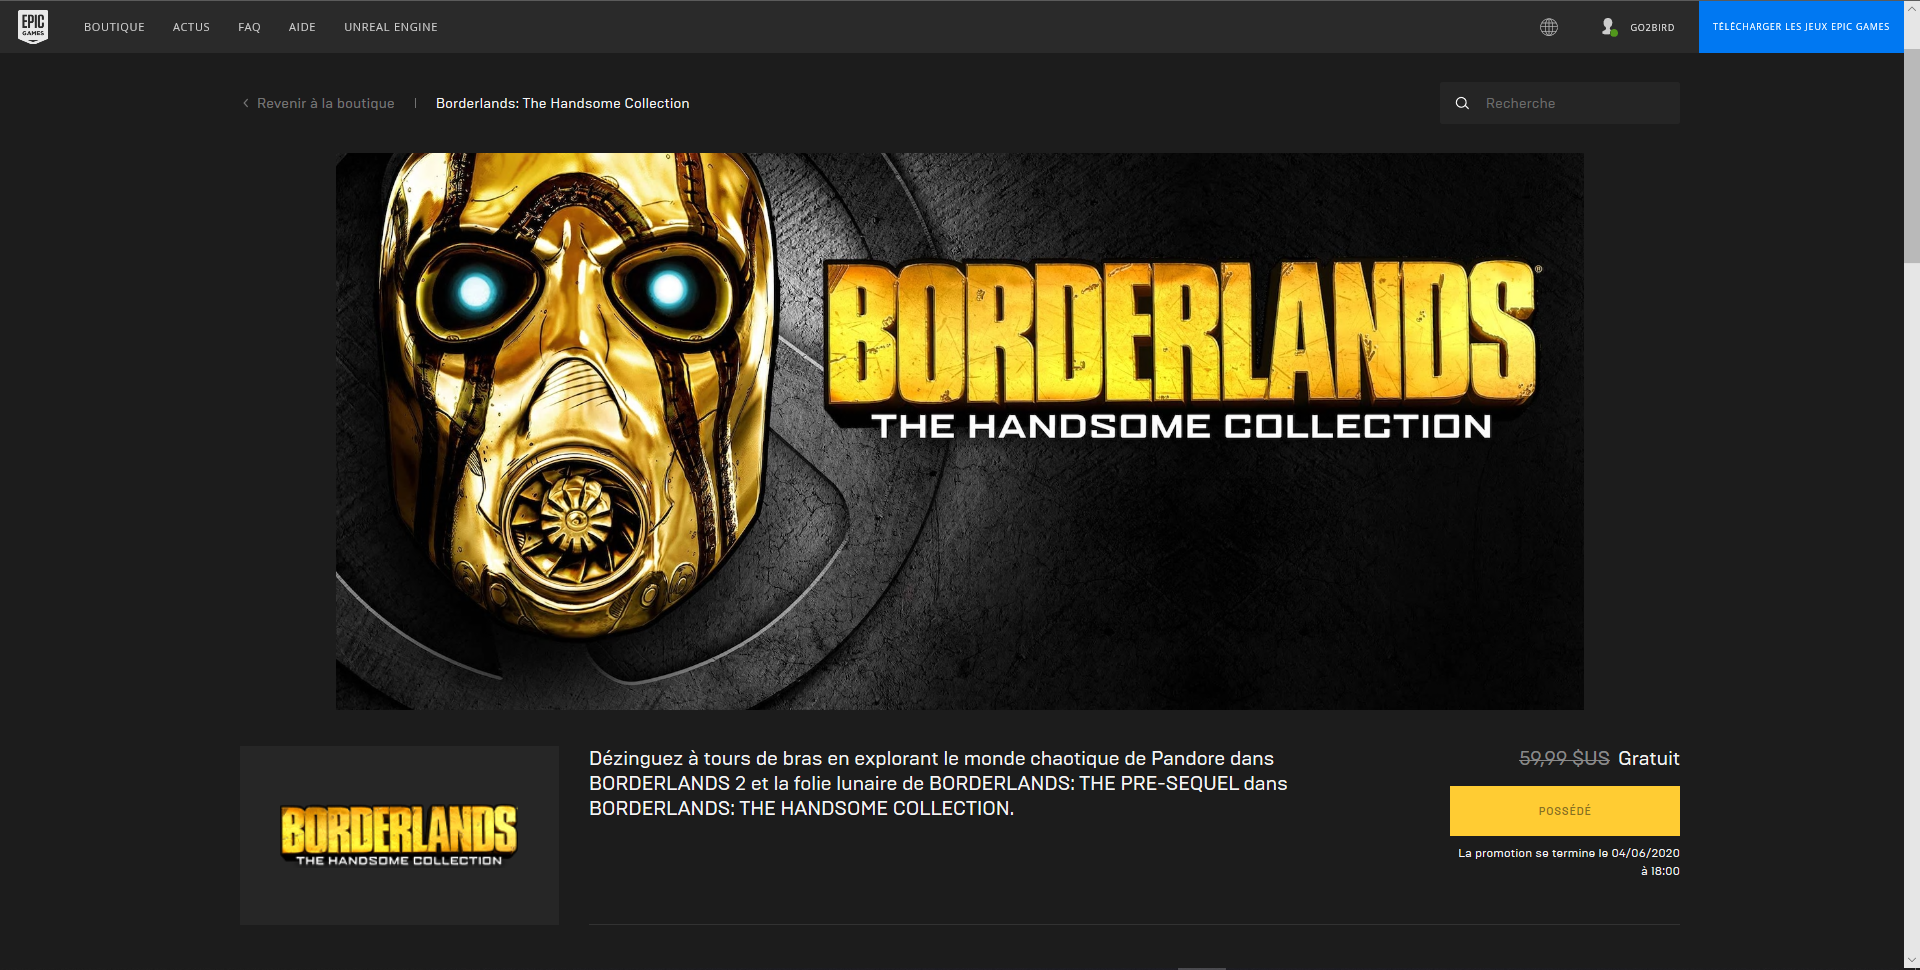 EPIC
GAMES
BOUTIQUE
ACTUS
FAQ
AIDE
UNREAL ENGINE
GO2BIRD
TÉLÉCHARGER LES JEUX EPIC GAMES
Revenir à la boutique
Borderlands: The Handsome Collection
Recherche
BORDERLANDS®
THE HANDSOME COLLECTION
BORDERLANDS
THE HANDSOME COLLECTION
Dézinguez à tours de bras en explorant le monde chaotique de Pandore dans
BORDERLANDS 2 et la folie lunaire de BORDERLANDS: THE PRE-SEQUEL dans
BORDERLANDS: THE HANDSOME COLLECTION.
59,99 $US Gratuit
POSSÉDÉ
La promotion se termine le 04/06/2020
à 18:00